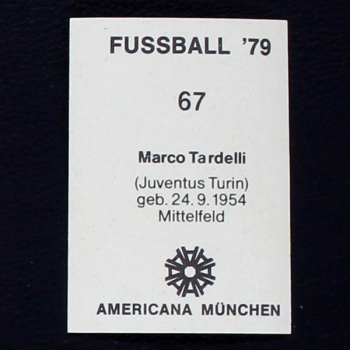 FUSSBALL '79
67
Marco Tardelli
(Juventus Turin)
geb. 24. 9. 1954
Mittelfeld
AMERICANA MÜNCHEN